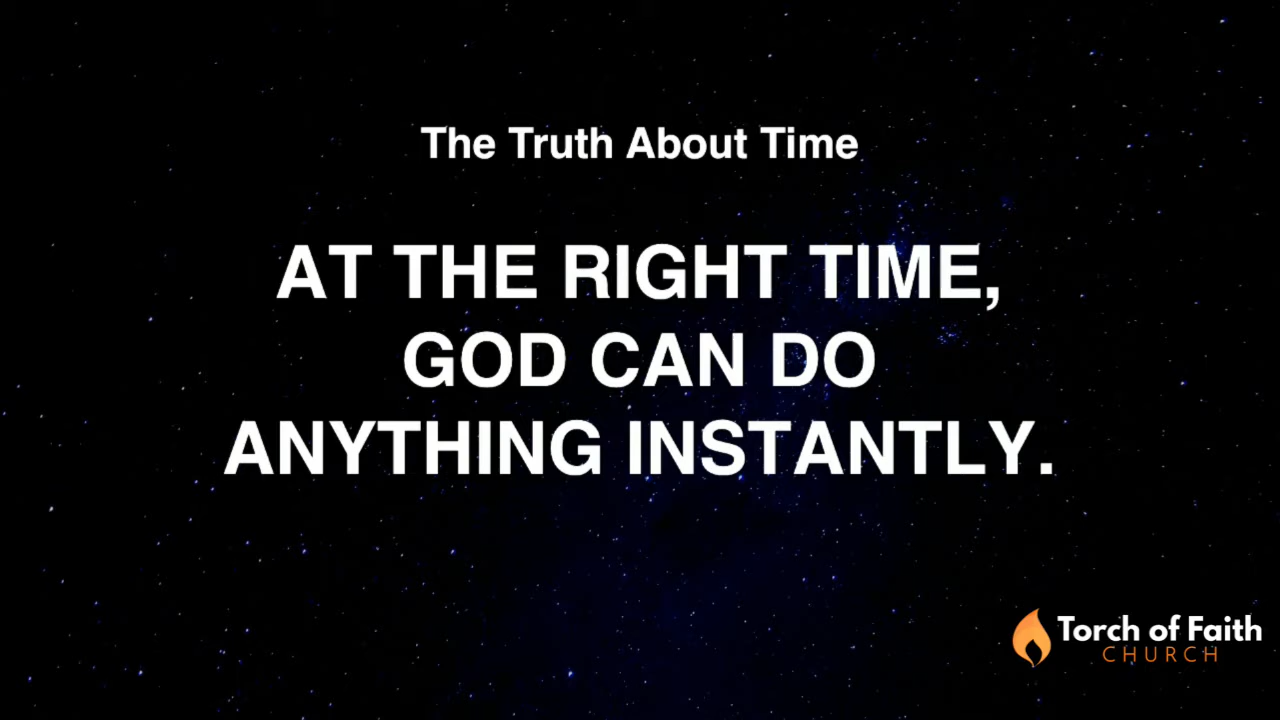 The Truth About Time
AT THE RIGHT TIME,
GOD CAN DO
ANYTHING INSTANTLY.
Torch of Faith
CHURCH